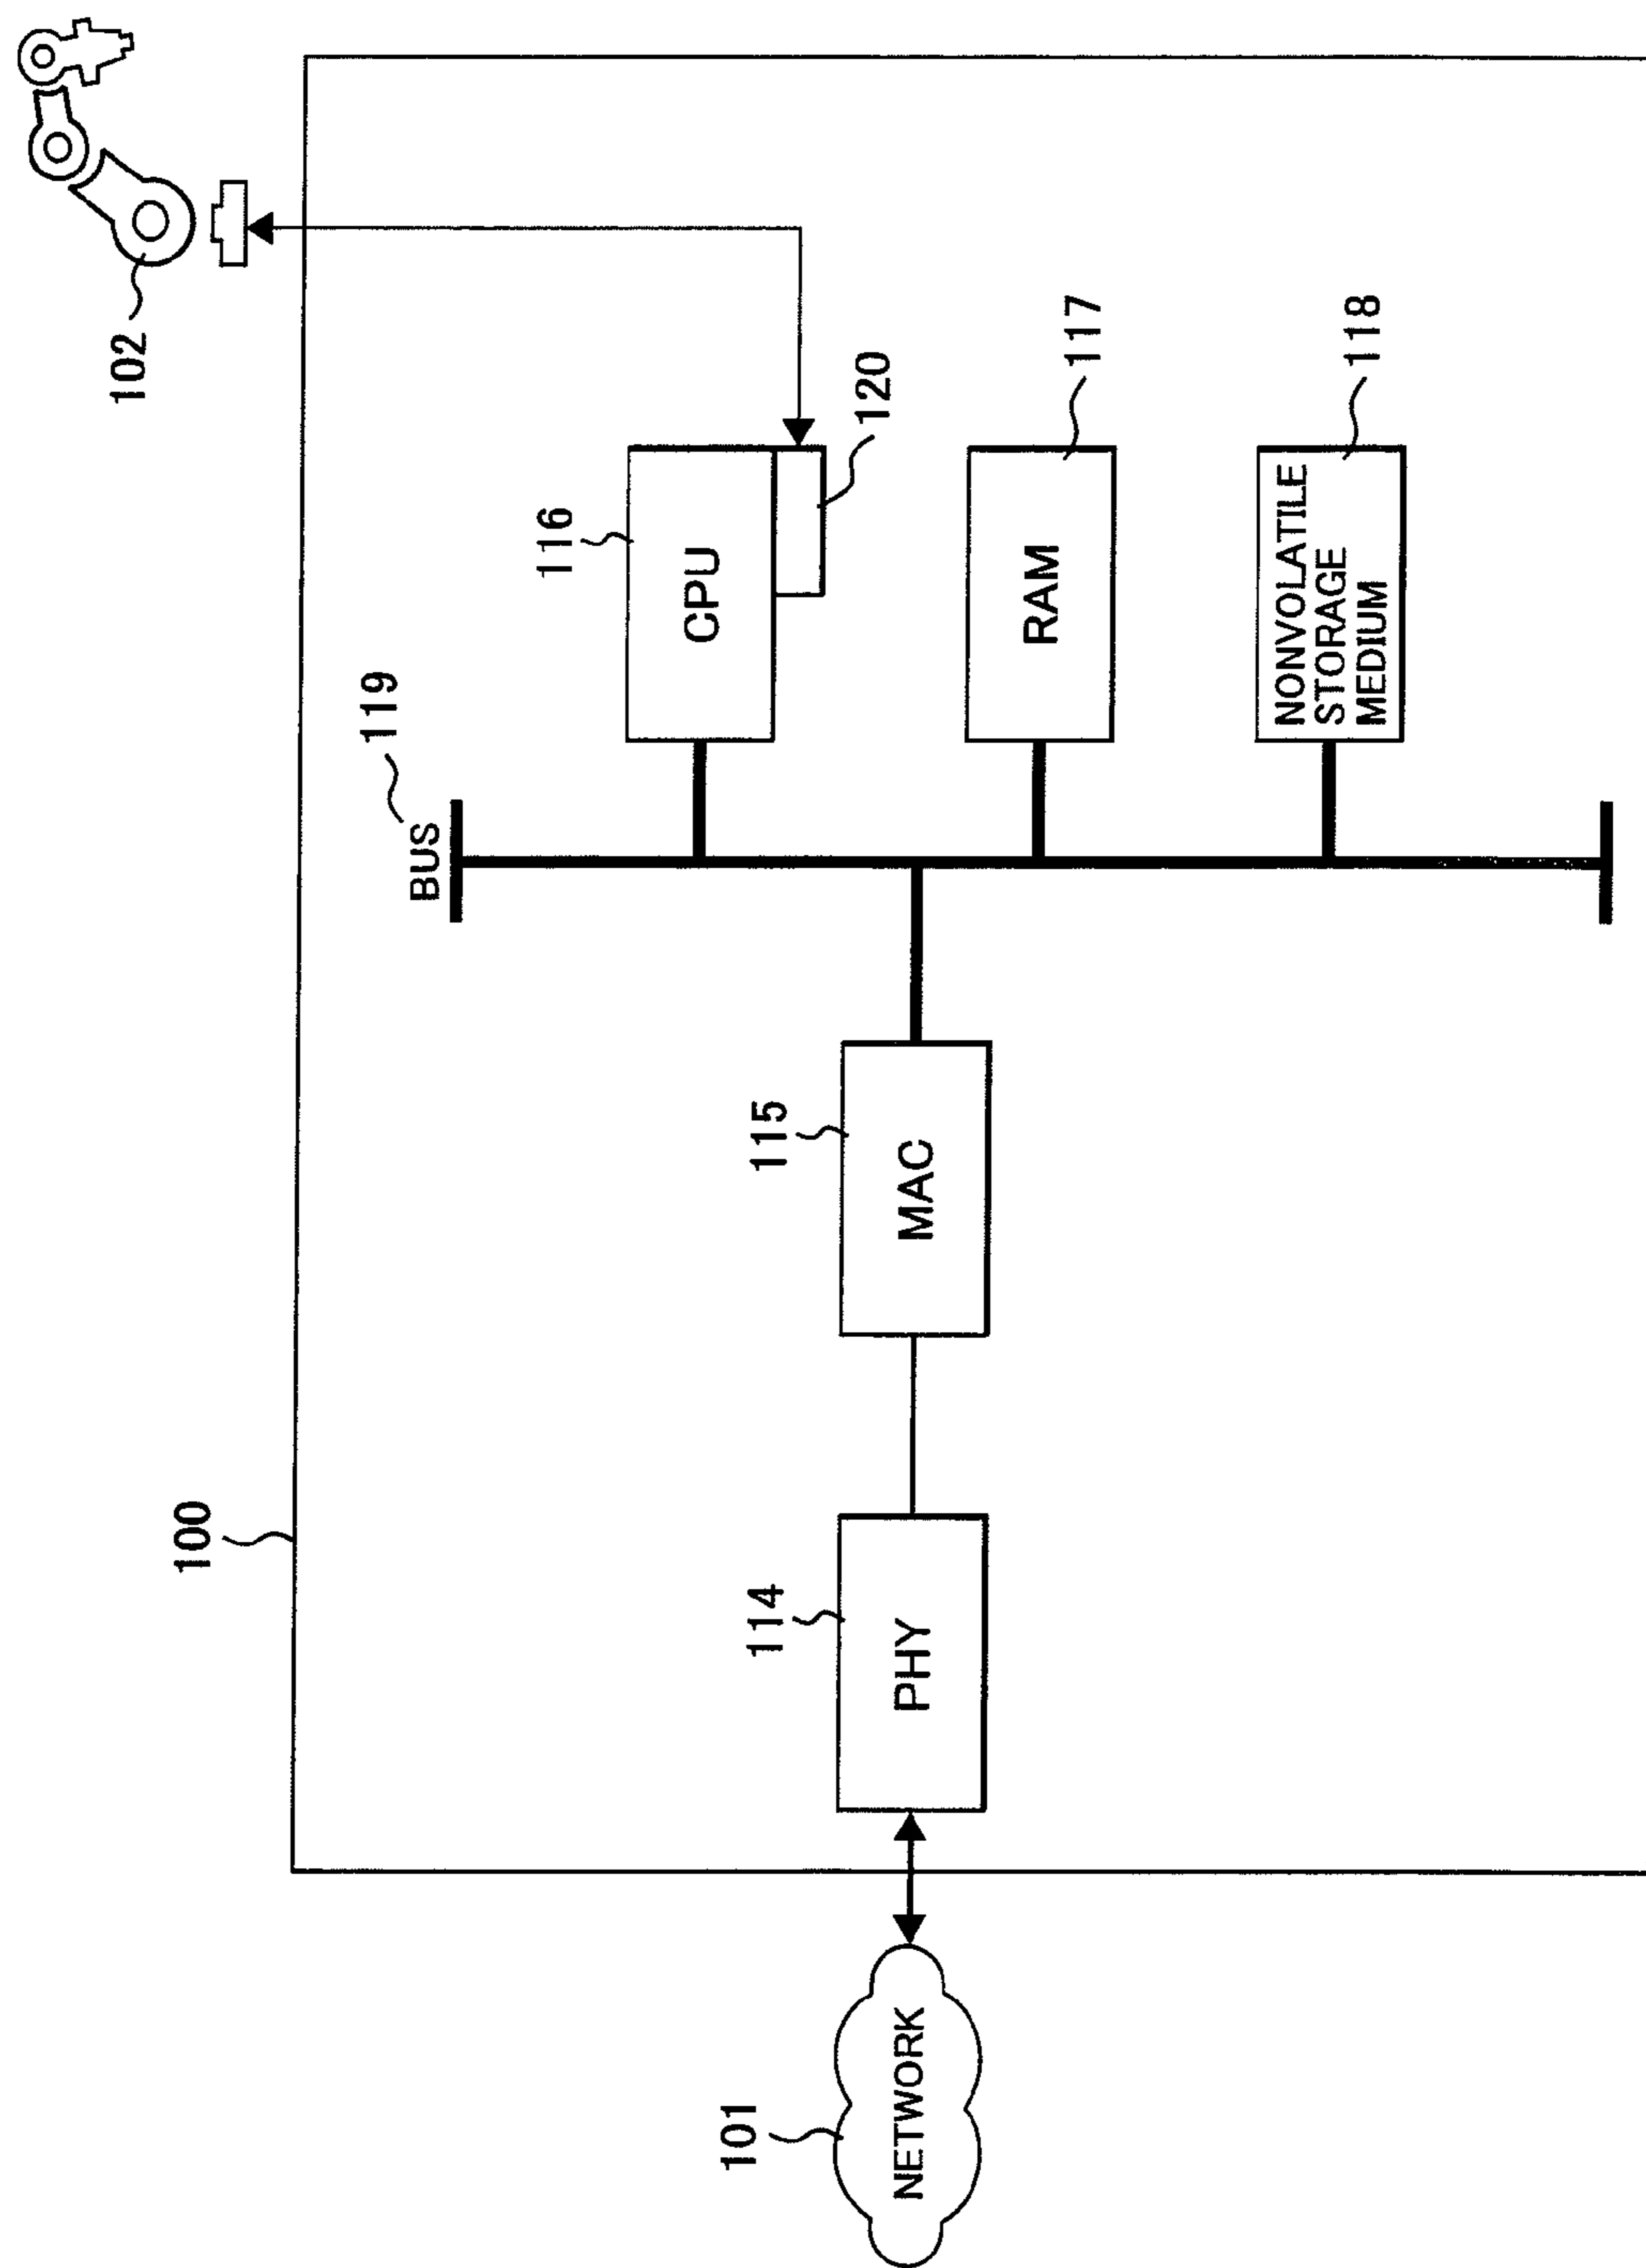 102
100
BUS 119
116
CPU
120
101
NETWORK
114
PHY
115
MAC
RAM
117
NONVOLATILE
STORAGE
MEDIUM
118